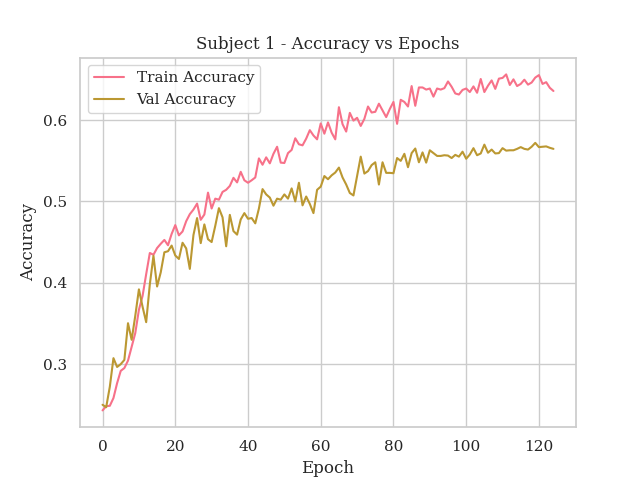 Subject 1 - Accuracy vs Epochs
Train Accuracy
Val Accuracy
0.6
0.5
0.4
0.3
Accuracy
0 20 40 60 80 100 120
Epoch